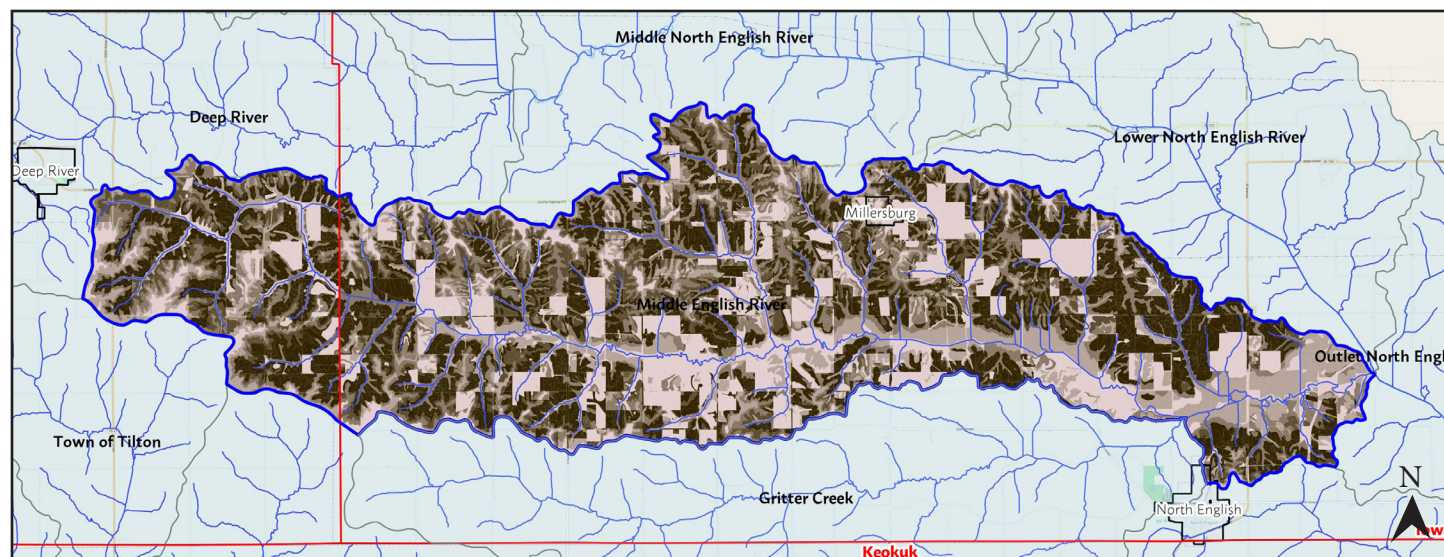 Middle North English River
Deep River
Lower North English River
Deep River
Millersburg
Middle English River
Outlet North Engl
Town of Tilton
N
Gritter Creek
North English
Keokuk